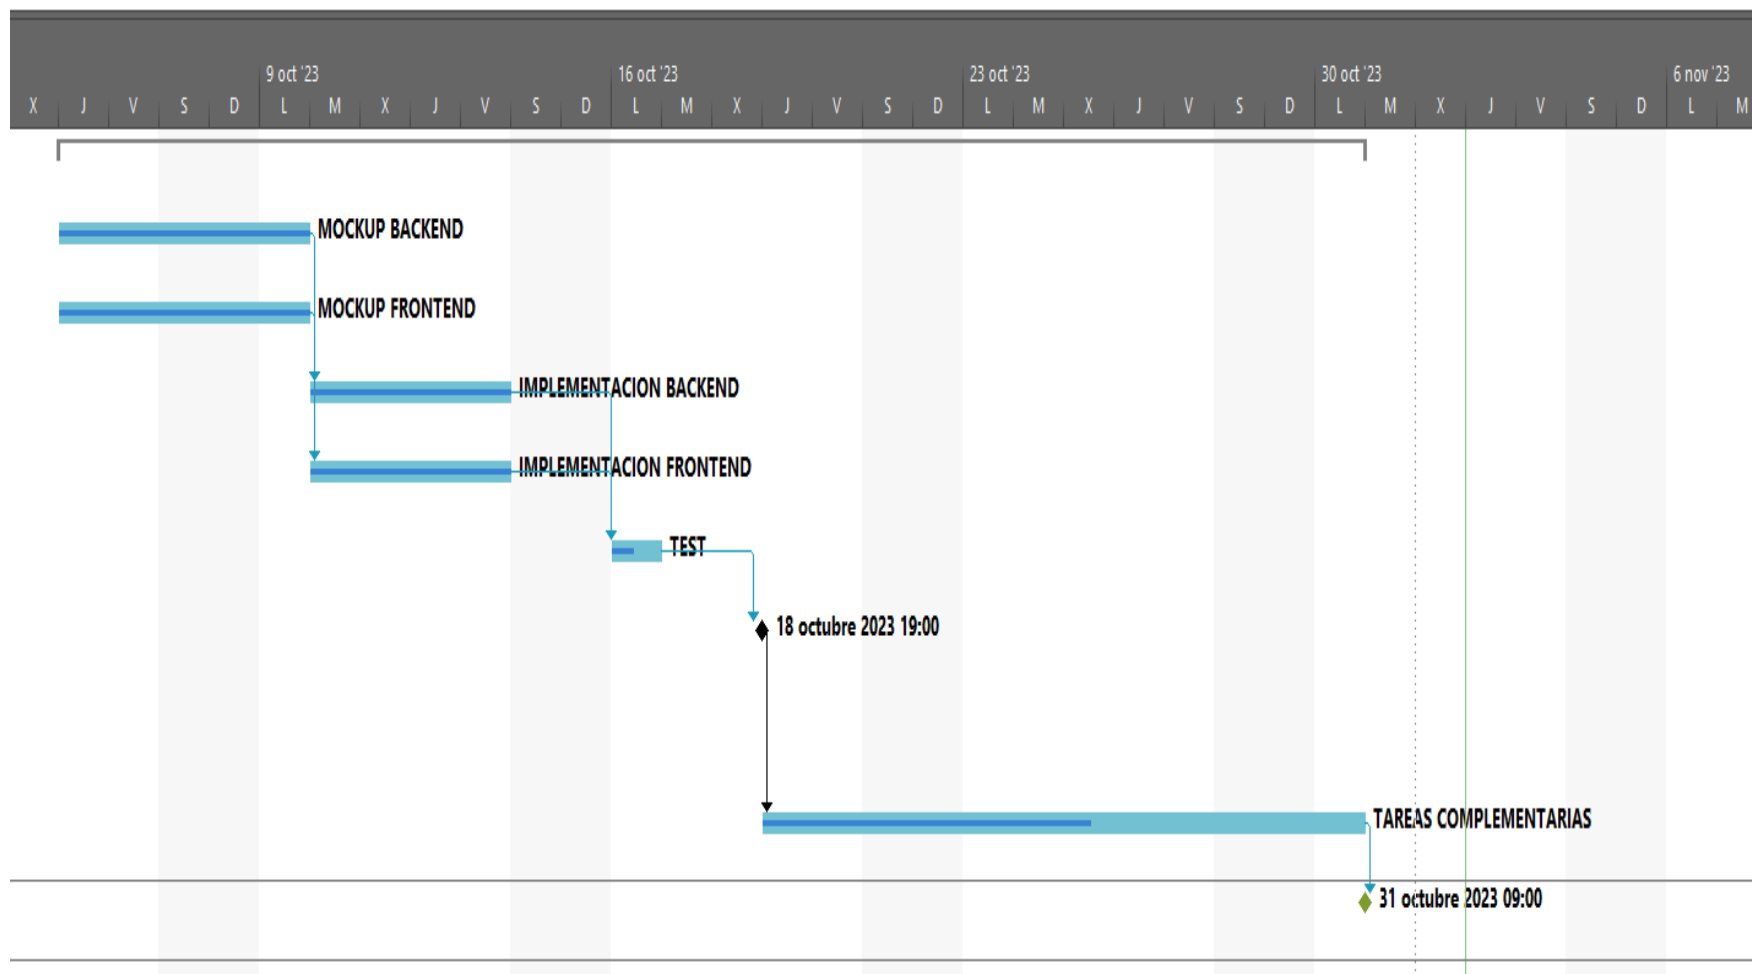 9 oct '23 16 oct '23 23 oct '23 30 oct '23 6 nov '23
X J V S D L M X J V S D L M X J V S D L M X J V S D L M X J V S D L M
MOCKUP BACKEND
MOCKUP FRONTEND
IMPLEMENTACION BACKEND
IMPLEMENTACION FRONTEND
TEST
18 octubre 2023 19:00
TAREAS COMPLEMENTARIAS
31 octubre 2023 09:00